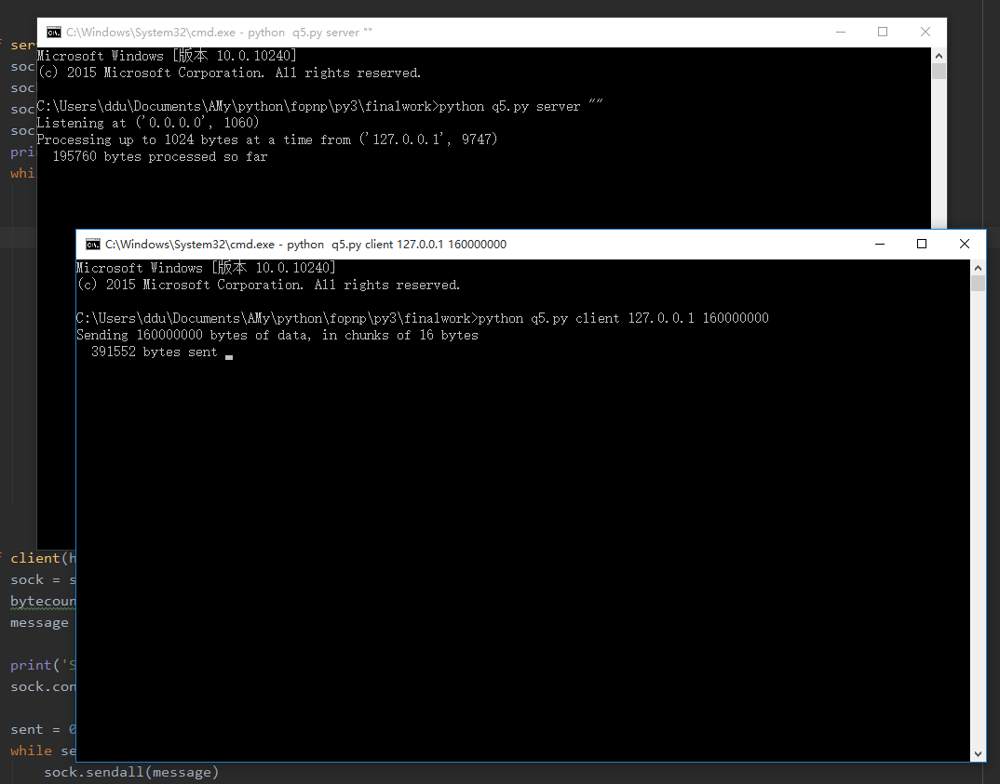 C:\Windows\System32\cmd.exe - python  q5.py server ""
Microsoft Windows [版本 10.0.10240]
(c) 2015 Microsoft Corporation. All rights reserved.
C:\Users\ddu\Documents\AMy\python\fopnp\py3\finalwork>python q5.py server ""
Listening at ('0.0.0.0', 1060)
Processing up to 1024 bytes at a time from ('127.0.0.1', 9747)
195760 bytes processed so far
C:\Windows\System32\cmd.exe - python  q5.py client 127.0.0.1 160000000
Microsoft Windows [版本 10.0.10240]
(c) 2015 Microsoft Corporation. All rights reserved.
C:\Users\ddu\Documents\AMy\python\fopnp\py3\finalwork>python q5.py client 127.0.0.1 160000000
Sending 160000000 bytes of data, in chunks of 16 bytes
391552 bytes sent
ser
soc
soc
soc
soc
pri
whi
client(h
sock = s
bytecoun
message
print('S
sock.con
sent = 0
while se
sock.sendall(message)